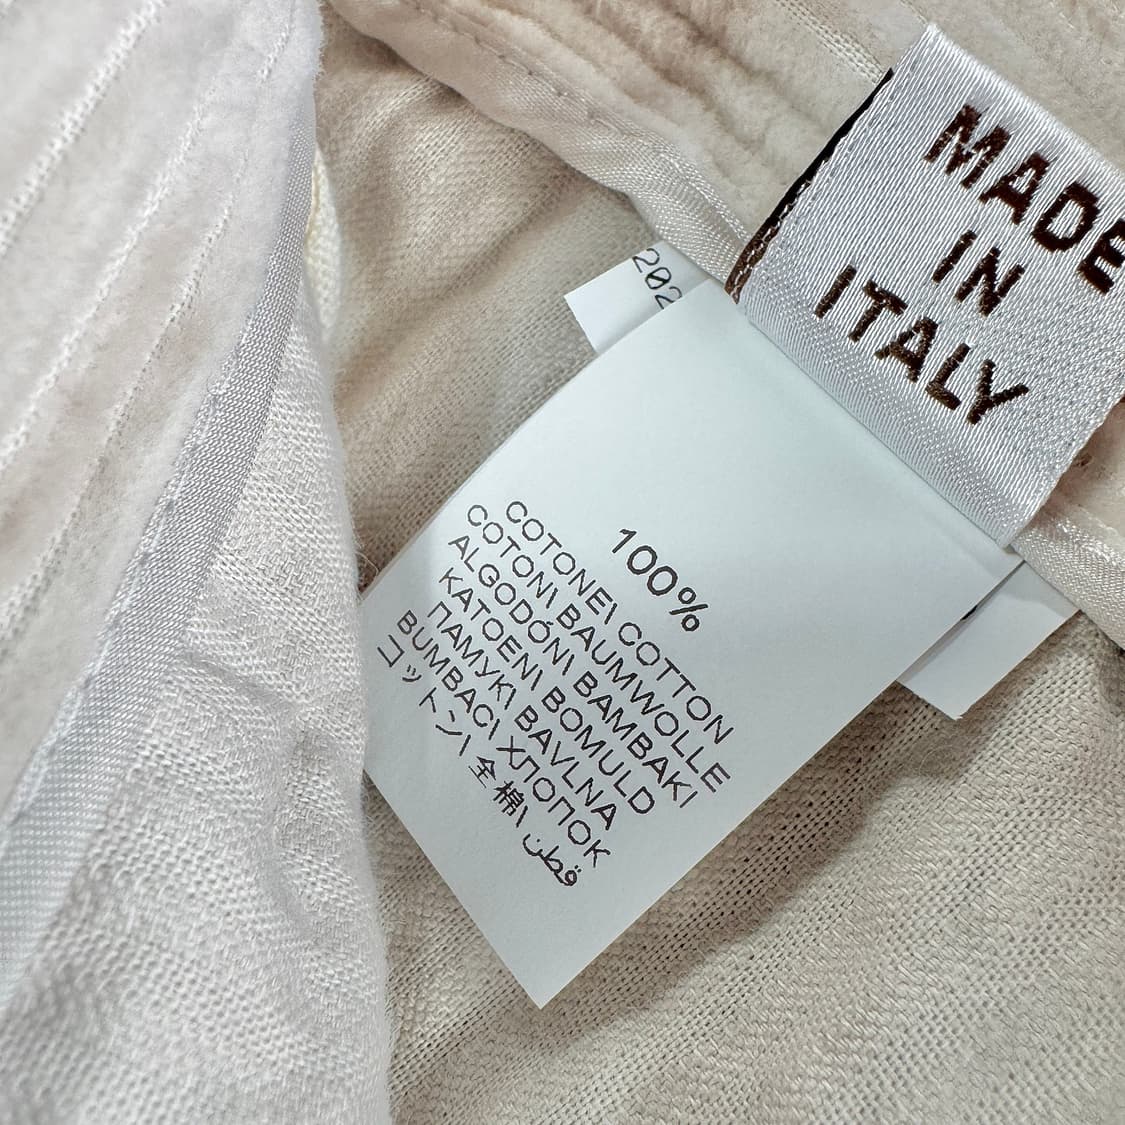 MADE
IN
ITALY
202
100%
COTONE\ COTTON
COTON\ BAUMWOLLE
ALGODÓN\ BAMBAKI
KATOEN\ BOMULD
ПАМУК\ BAVLNA
BUMBAC\ ХЛОПОК
コットン\ 全棉\ قطن